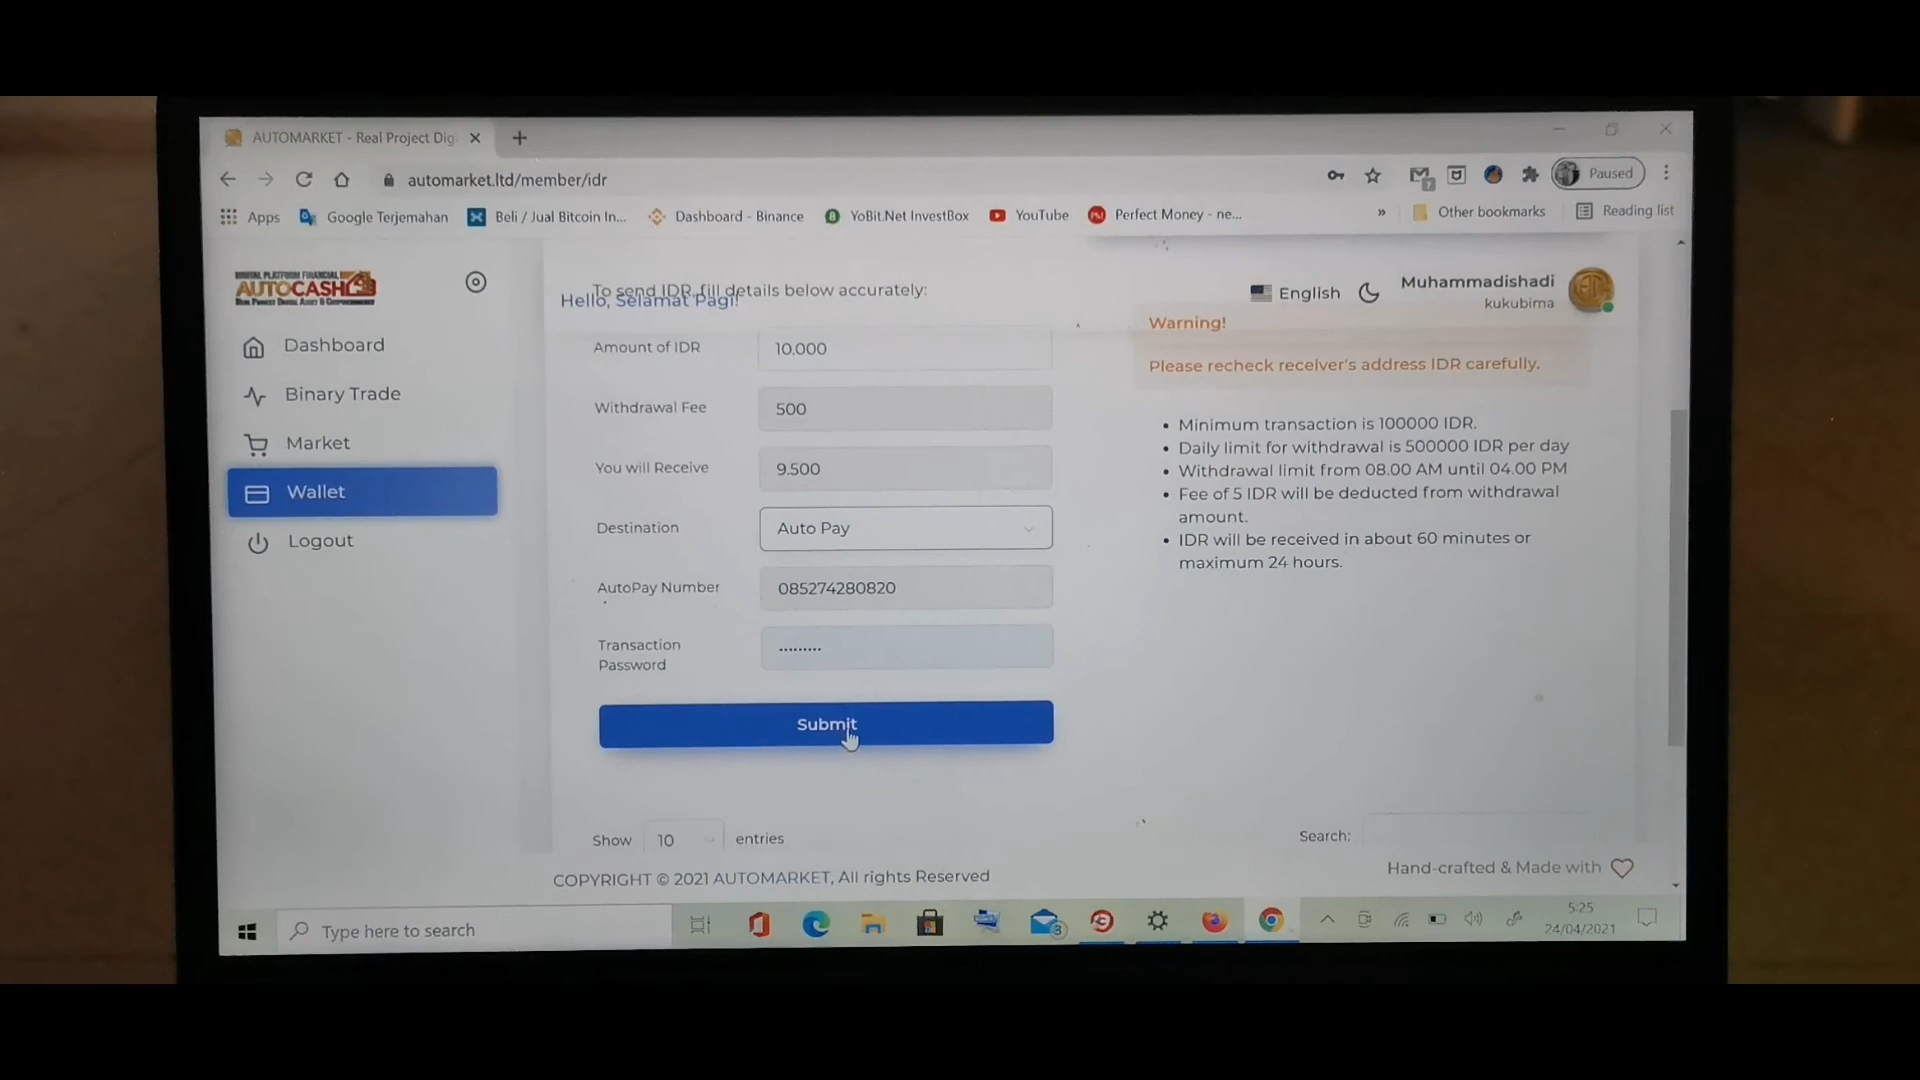 AUTOMARKET - Real Project Dig
automarket.ltd/member/idr
Paused
Apps
Google Terjemahan
Beli / Jual Bitcoin In...
Dashboard - Binance
YoBit.Net InvestBox
YouTube
Perfect Money - ne...
»
Other bookmarks
Reading list
DIGITAL PLATFORM FINANCIAL
AUTOCASH
To send IDR, fill details below accurately:
Hello, Selamat Pagi!
English
Muhammadishadi
kukubima
Dashboard
Binary Trade
Market
Wallet
Logout
Amount of IDR
10.000
Withdrawal Fee
500
You will Receive
9.500
Destination
Auto Pay
AutoPay Number
085274280820
Transaction
Password
•••••••••
Submit
Warning!
Please recheck receiver's address IDR carefully.
• Minimum transaction is 100000 IDR.
• Daily limit for withdrawal is 500000 IDR per day
• Withdrawal limit from 08.00 AM until 04.00 PM
• Fee of 5 IDR will be deducted from withdrawal
amount.
• IDR will be received in about 60 minutes or
maximum 24 hours.
Show 10 entries
Search:
COPYRIGHT © 2021 AUTOMARKET, All rights Reserved
Hand-crafted & Made with
Type here to search
3
5:25
24/04/2021